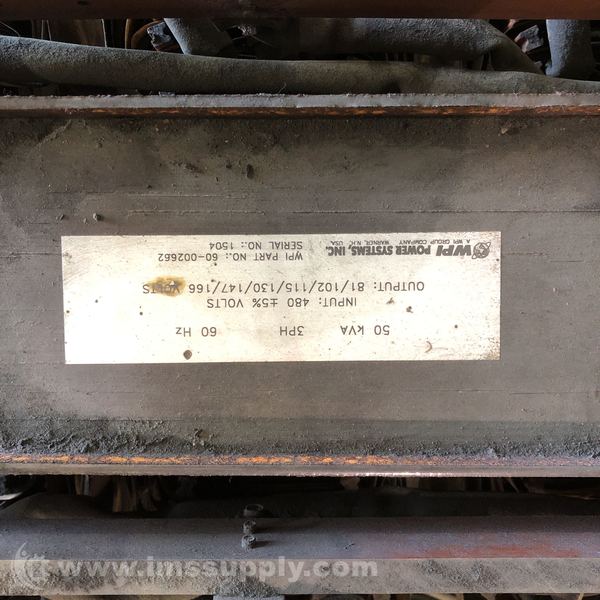 WPI POWER SYSTEMS, INC.
A WPI GROUP COMPANY WARNER, N.H. USA
WPI PART NO.: 60-002662
SERIAL NO.: 1504
OUTPUT: 81/102/115/130/147/166 VOLTS
INPUT: 480 ±5% VOLTS
50 kVA 3PH 60 Hz
www.imssupply.com